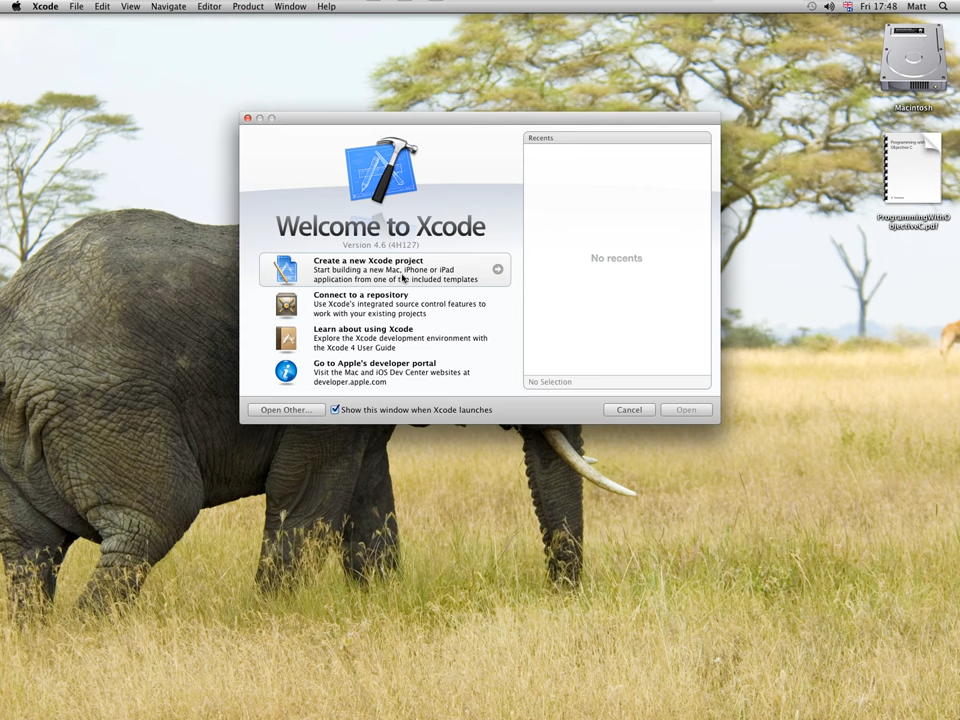 Xcode File Edit View Navigate Editor Product Window Help Fri 17:48 Matt
Macintosh
Programming with
Objective-C
ProgrammingWithO
bjectiveC.pdf
Welcome to Xcode
Version 4.6 (4H127)
Create a new Xcode project
Start building a new Mac, iPhone or iPad
application from one of the included templates
Connect to a repository
Use Xcode's integrated source control features to
work with your existing projects
Learn about using Xcode
Explore the Xcode development environment with
the Xcode 4 User Guide
Go to Apple's developer portal
Visit the Mac and iOS Dev Center websites at
developer.apple.com
Recents
No recents
No Selection
Open Other...
Show this window when Xcode launches
Cancel
Open